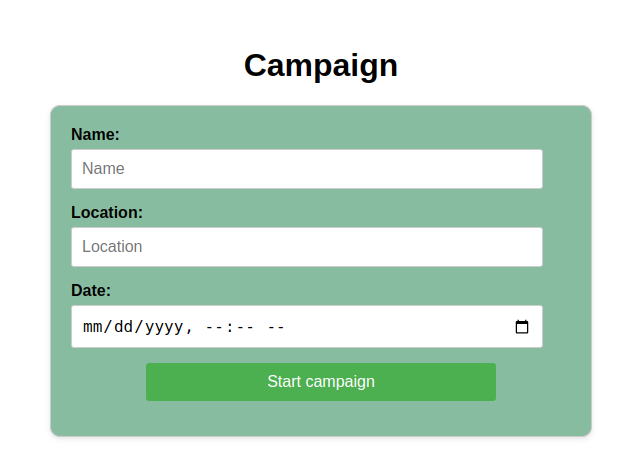 Campaign
Name:
Name
Location:
Location
Date:
mm/dd/yyyy, --:-- --
Start campaign